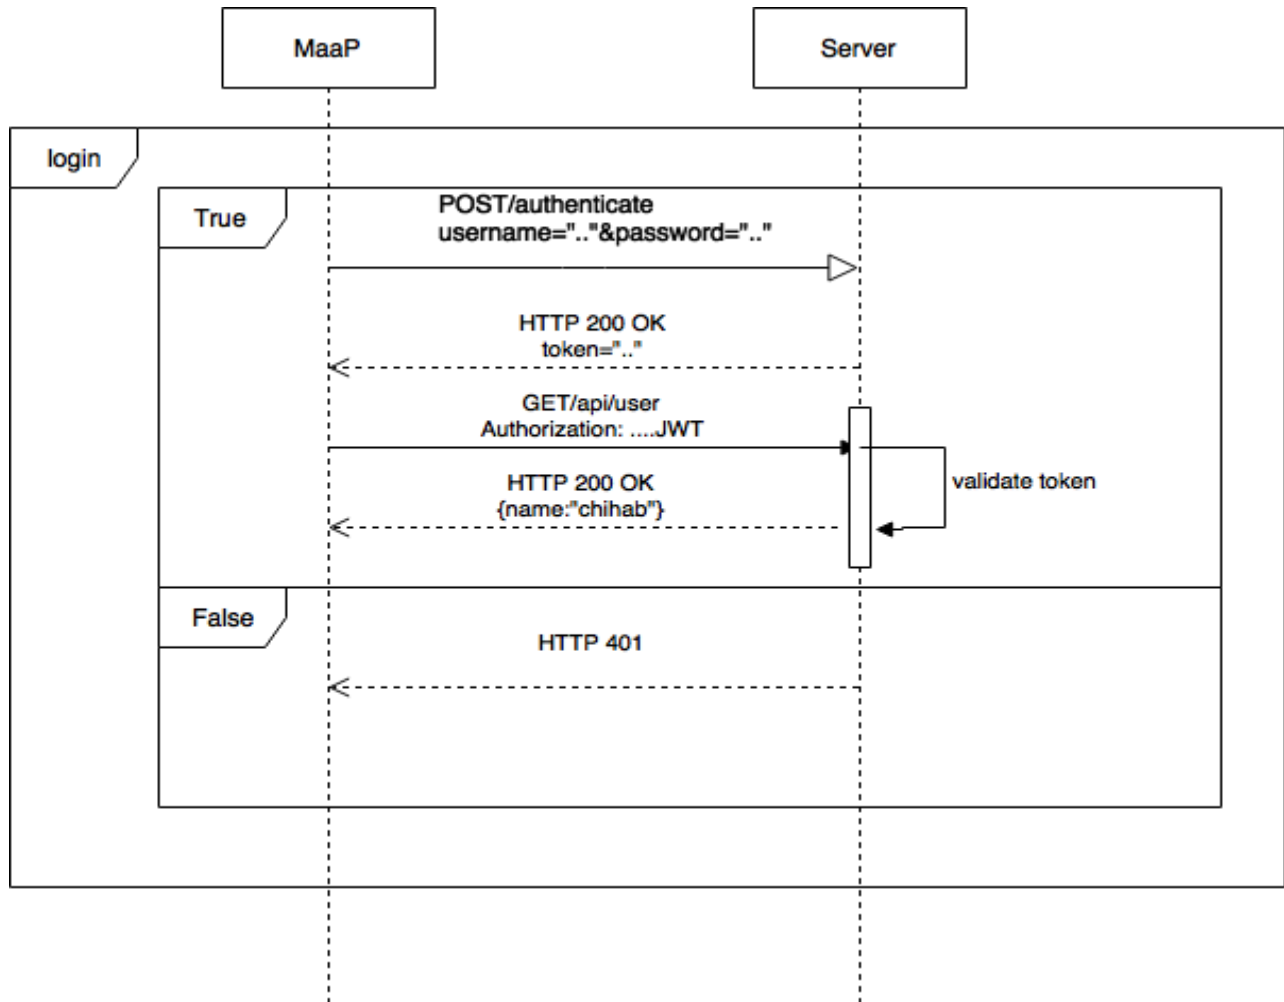 MaaP
Server
login
True
POST/authenticate
username=".."&password=".."
HTTP 200 OK
token=".."
GET/api/user
Authorization: ....JWT
HTTP 200 OK
{name:"chihab"}
validate token
False
HTTP 401